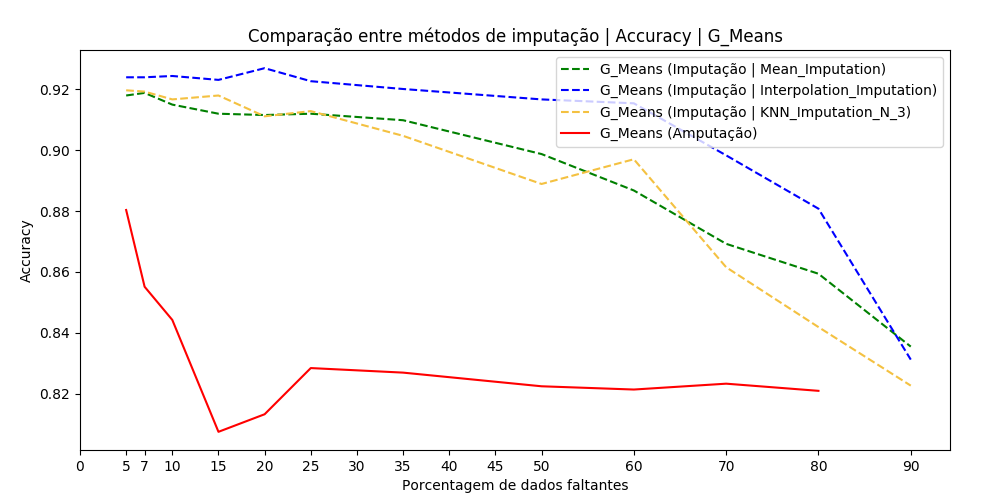 Comparação entre métodos de imputação | Accuracy | G_Means
G_Means (Imputação | Mean_Imputation)
G_Means (Imputação | Interpolation_Imputation)
G_Means (Imputação | KNN_Imputation_N_3)
G_Means (Amputação)
Accuracy
0.92
0.90
0.88
0.86
0.84
0.82
0 5 7 10 15 20 25 30 35 40 45 50 60 70 80 90
Porcentagem de dados faltantes